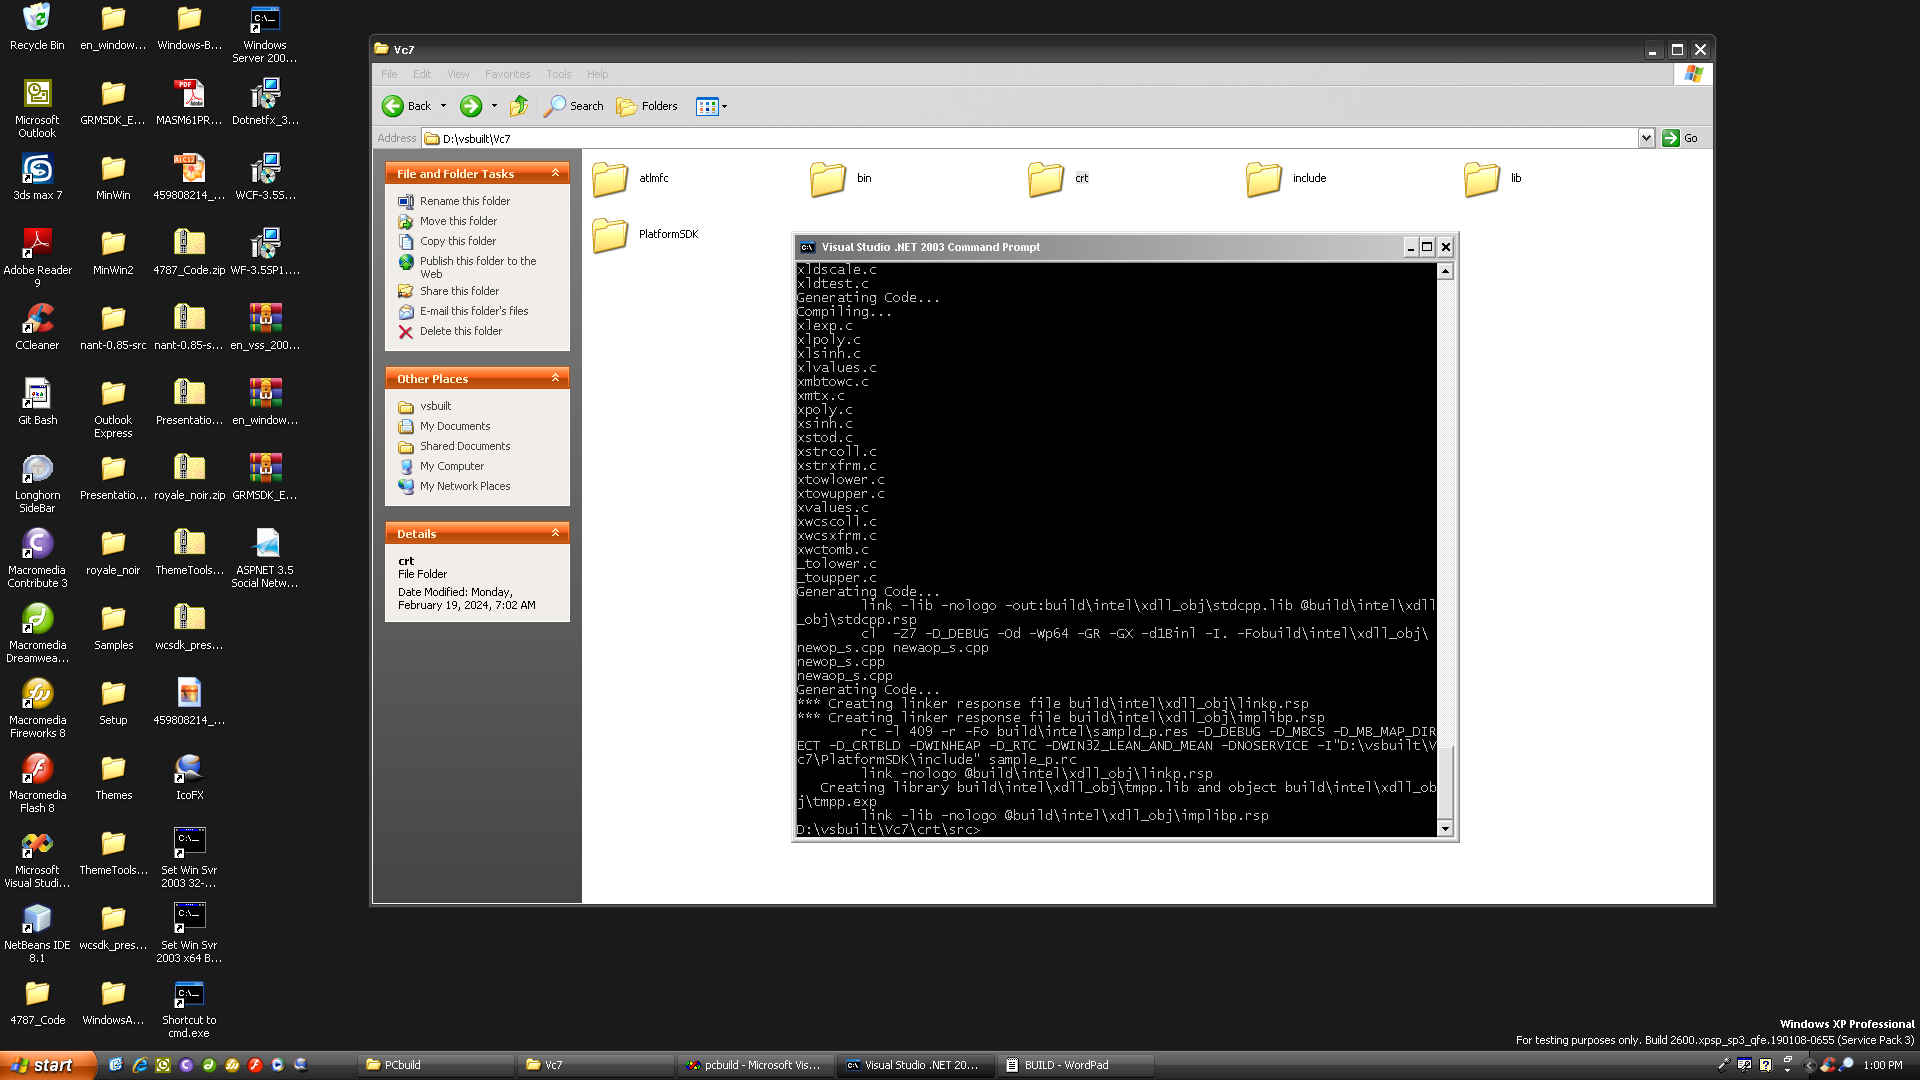 Recycle Bin
en_window...
Windows-B...
Windows
Server 200...
Microsoft
Outlook
GRMSDK_E...
MASM61PR...
Dotnetfx_3...
3ds max 7
MinWin
459808214_...
WCF-3.5S...
Adobe Reader
9
MinWin2
4787_Code.zip
WF-3.5SP1....
CCleaner
nant-0.85-src
nant-0.85-s...
en_vss_200...
Git Bash
Outlook
Express
Presentatio...
en_window...
Longhorn
SideBar
Presentatio...
royale_noir.zip
GRMSDK_E...
Macromedia
Contribute 3
royale_noir
ThemeTools...
ASPNET 3.5
Social Netw...
Macromedia
Dreamwea...
Samples
wcsdk_pres...
Macromedia
Fireworks 8
Setup
459808214_...
Macromedia
Flash 8
Themes
IcoFX
Microsoft
Visual Studi...
ThemeTools...
Set Win Svr
2003 32-...
NetBeans IDE
8.1
wcsdk_pres...
Set Win Svr
2003 x64 B...
4787_Code
WindowsA...
Shortcut to
cmd.exe
Vc7
File Edit View Favorites Tools Help
Back Search Folders
Address D:\vsbuilt\Vc7 Go
File and Folder Tasks
Rename this folder
Move this folder
Copy this folder
Publish this folder to the
Web
Share this folder
E-mail this folder's files
Delete this folder
Other Places
vsbuilt
My Documents
Shared Documents
My Computer
My Network Places
Details
crt
File Folder
Date Modified: Monday,
February 19, 2024, 7:02 AM
atlmfc bin crt include lib
PlatformSDK
Visual Studio .NET 2003 Command Prompt
xldscale.c
xldtest.c
Generating Code...
Compiling...
xlexp.c
xlpoly.c
xlsinh.c
xlvalues.c
xmbtowc.c
xmtx.c
xpoly.c
xsinh.c
xstod.c
xstrcoll.c
xstrxfrm.c
xtowlower.c
xtowupper.c
xvalues.c
xwcscoll.c
xwcsxfrm.c
xwctomb.c
_tolower.c
_toupper.c
Generating Code...
link -lib -nologo -out:build\intel\xdll_obj\stdcpp.lib @build\intel\xdll
_obj\stdcpp.rsp
cl -Z7 -D_DEBUG -Od -Wp64 -GR -GX -d1Binl -I. -Fobuild\intel\xdll_obj\
newop_s.cpp newaop_s.cpp
newop_s.cpp
newaop_s.cpp
Generating Code...
*** Creating linker response file build\intel\xdll_obj\linkp.rsp
*** Creating linker response file build\intel\xdll_obj\implibp.rsp
rc -l 409 -r -Fo build\intel\sampld_p.res -D_DEBUG -D_MBCS -D_MB_MAP_DIR
ECT -D_CRTBLD -DWINHEAP -D_RTC -DWIN32_LEAN_AND_MEAN -DNOSERVICE -I"D:\vsbuilt\V
c7\PlatformSDK\include" sample_p.rc
link -nologo @build\intel\xdll_obj\linkp.rsp
Creating library build\intel\xdll_obj\tmpp.lib and object build\intel\xdll_ob
j\tmpp.exp
link -lib -nologo @build\intel\xdll_obj\implibp.rsp
D:\vsbuilt\Vc7\crt\src>
Windows XP Professional
For testing purposes only. Build 2600.xpsp_sp3_qfe.190108-0655 (Service Pack 3)
start
PCbuild
Vc7
pcbuild - Microsoft Vis...
Visual Studio .NET 20...
BUILD - WordPad
1:00 PM